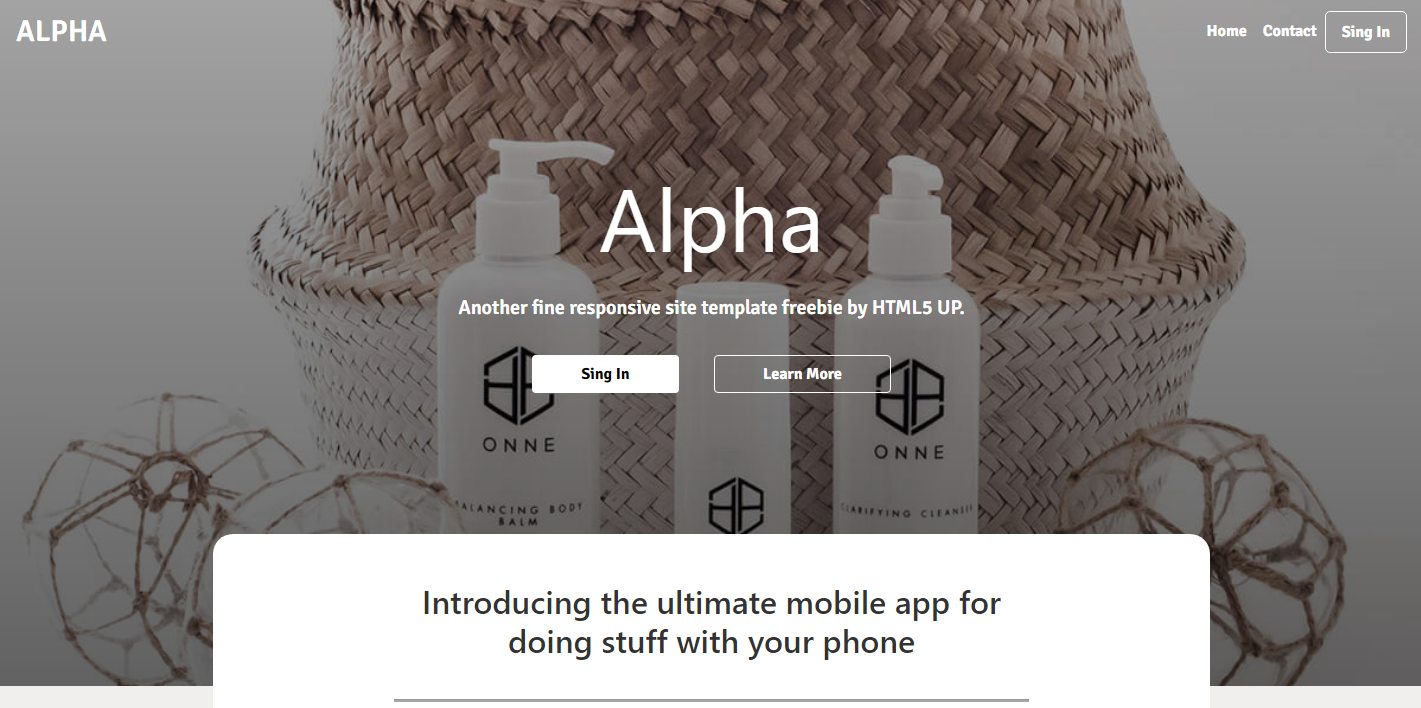 ALPHA
Home Contact Sing In
Alpha
Another fine responsive site template freebie by HTML5 UP.
Sing In Learn More
ONNE
ONNE
BALANCING BODY
BALM
CLARIFYING CLEANSER
Introducing the ultimate mobile app for
doing stuff with your phone